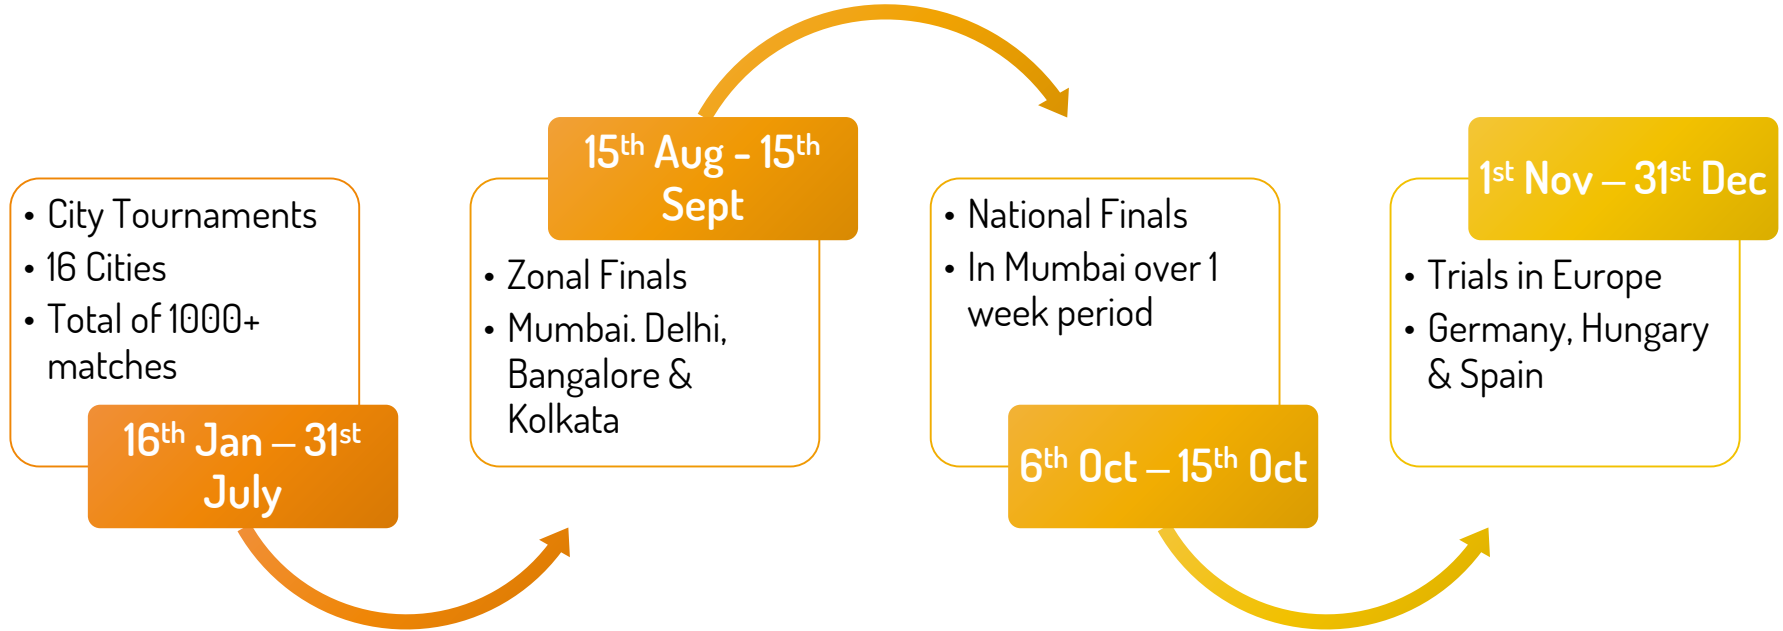 • City Tournaments
• 16 Cities
• Total of 1000+
matches
16th Jan – 31st
July
15th Aug - 15th
Sept
• Zonal Finals
• Mumbai. Delhi,
Bangalore &
Kolkata
• National Finals
• In Mumbai over 1
week period
6th Oct – 15th Oct
1st Nov – 31st Dec
• Trials in Europe
• Germany, Hungary
& Spain